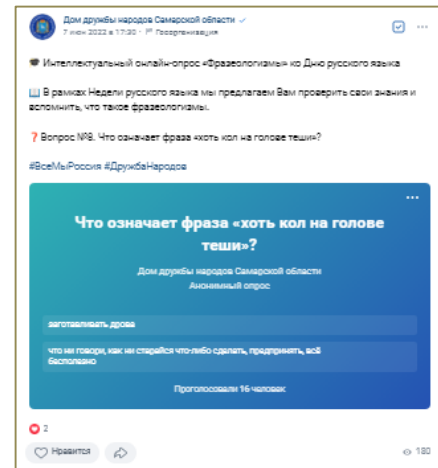 Дом дружбы народов Самарской области
7 июн 2022 в 17:30 · Госорганизация
Интеллектуальный онлайн-опрос «Фразеологизмы» ко Дню русского языка
В рамках Недели русского языка мы предлагаем Вам проверить свои знания и
вспомнить, что такое фразеологизмы.
Вопрос №8. Что означает фраза «хоть кол на голове теши»?
#ВсеМыРоссия #ДружбаНародов
Что означает фраза «хоть кол на голове
теши»?
Дом дружбы народов Самарской области
Анонимный опрос
заготавливать дрова
что ни говори, как ни старайся что-либо сделать, предпринять, всё
бесполезно
Проголосовали 16 человек
2
Нравится
180